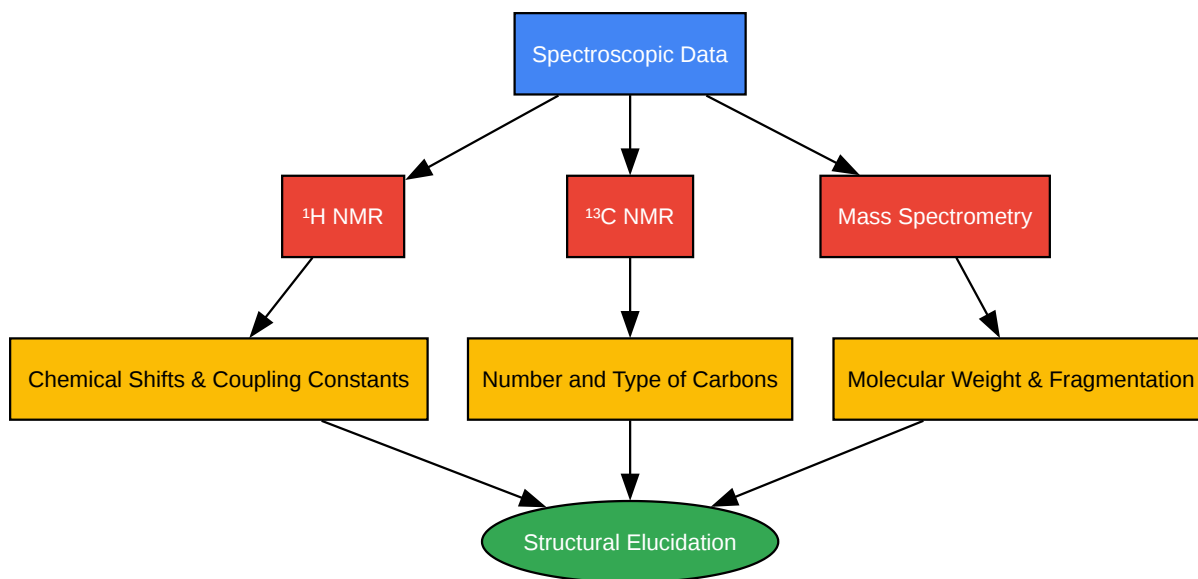 Spectroscopic Data
¹H NMR
¹³C NMR
Mass Spectrometry
Chemical Shifts & Coupling Constants
Number and Type of Carbons
Molecular Weight & Fragmentation
Structural Elucidation